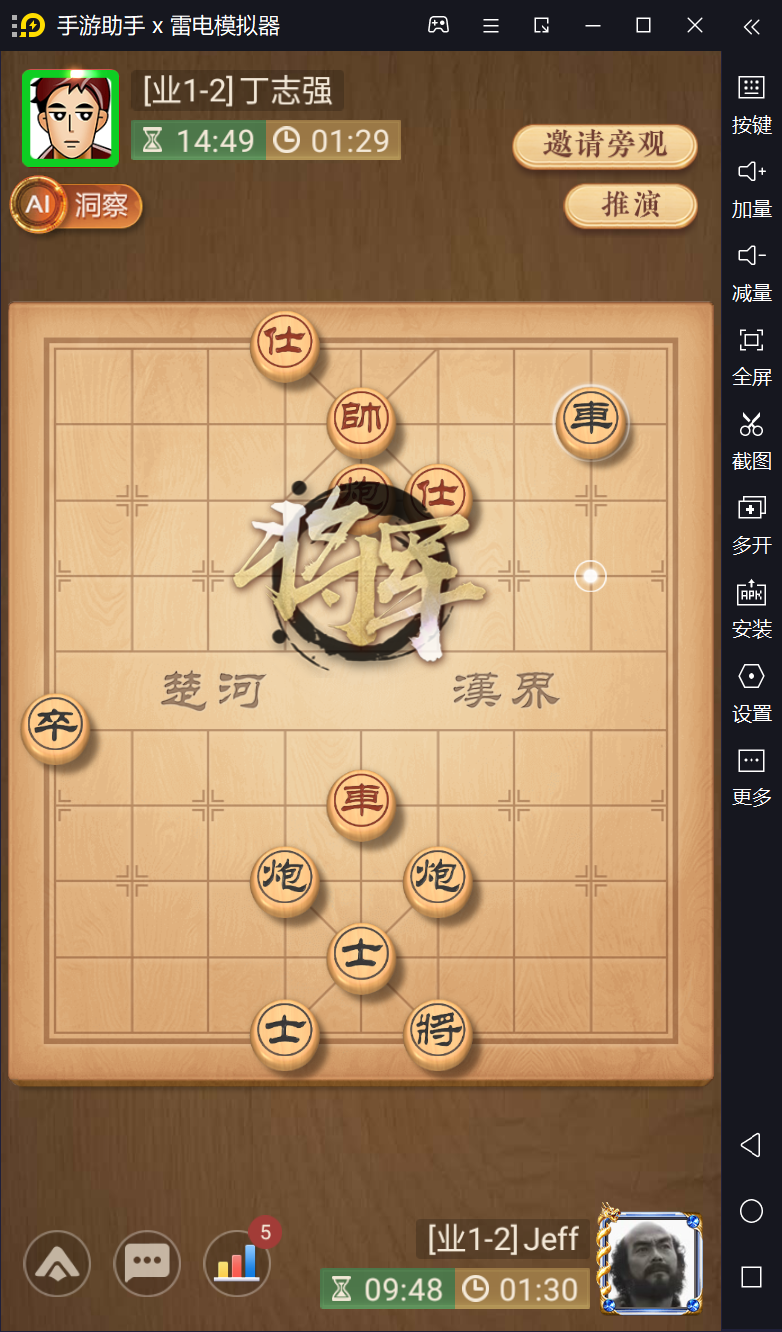 手游助手 x 雷电模拟器
[业1-2] 丁志强
14:49 01:29
邀请旁观
AI 洞察
推演
仕
帥
車
炮 仕
将军
楚河 漢界
卒
車
炮 炮
士
士 將
5
[业1-2] Jeff
09:48 01:30
按键
加量
减量
全屏
截图
多开
APK
安装
设置
更多